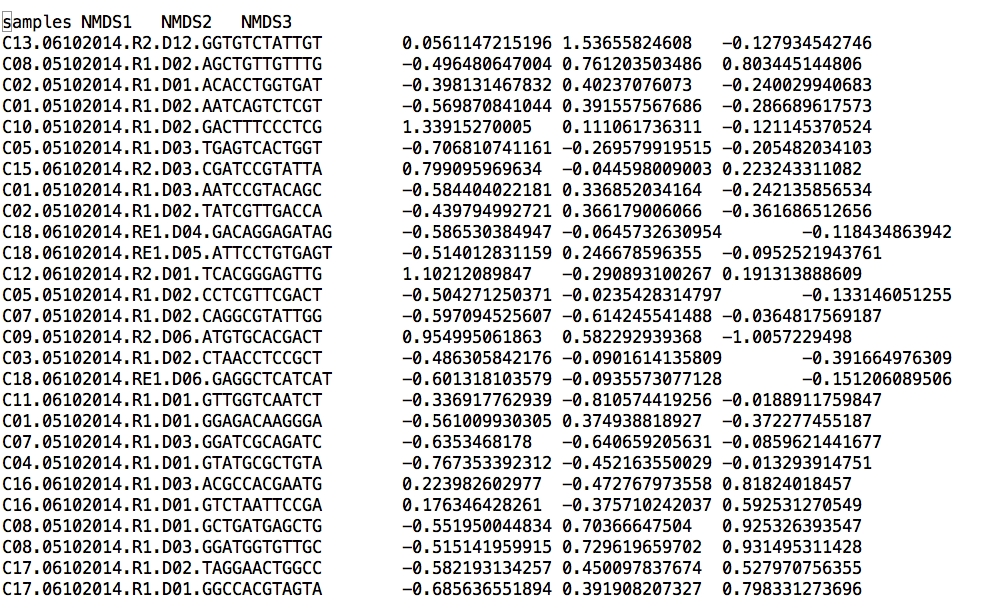 samples NMDS1 NMDS2 NMDS3
C13.06102014.R2.D12.GGTGTCTATTGT 0.0561147215196 1.53655824608 -0.127934542746
C08.05102014.R1.D02.AGCTGTTGTTTG -0.496480647004 0.761203503486 0.803445144806
C02.05102014.R1.D01.ACACCTGGTGAT -0.398131467832 0.40237076073 -0.240029940683
C01.05102014.R1.D02.AATCAGTCTCGT -0.569870841044 0.391557567686 -0.286689617573
C10.05102014.R1.D02.GACTTTCCCTCG 1.33915270005 0.111061736311 -0.121145370524
C05.05102014.R1.D03.TGAGTCACTGGT -0.706810741161 -0.269579919515 -0.205482034103
C15.06102014.R2.D03.CGATCCGTATTA 0.799095969634 -0.044598009003 0.223243311082
C01.05102014.R1.D03.AATCCGTACAGC -0.584404022181 0.336852034164 -0.242135856534
C02.05102014.R1.D02.TATCGTTGACCA -0.439794992721 0.366179006066 -0.361686512656
C18.06102014.RE1.D04.GACAGGAGATAG -0.586530384947 -0.0645732630954 -0.118434863942
C18.06102014.RE1.D05.ATTCCTGTGAGT -0.514012831159 0.246678596355 -0.0952521943761
C12.06102014.R2.D01.TCACGGGAGTTG 1.10212089847 -0.290893100267 0.191313888609
C05.05102014.R1.D02.CCTCGTTCGACT -0.504271250371 -0.0235428314797 -0.133146051255
C07.05102014.R1.D02.CAGGCGTATTGG -0.597094525607 -0.614245541488 -0.0364817569187
C09.05102014.R2.D06.ATGTGCACGACT 0.954995061863 0.582292939368 -1.0057229498
C03.05102014.R1.D02.CTAACCTCCGCT -0.486305842176 -0.0901614135809 -0.391664976309
C18.06102014.RE1.D06.GAGGCTCATCAT -0.601318103579 -0.0935573077128 -0.151206089506
C11.06102014.R1.D01.GTTGGTCAATCT -0.336917762939 -0.810574419256 -0.0188911759847
C01.05102014.R1.D01.GGAGACAAGGGA -0.561009930305 0.374938818927 -0.372277455187
C07.05102014.R1.D03.GGATCGCAGATC -0.6353468178 -0.640659205631 -0.0859621441677
C04.05102014.R1.D01.GTATGCGCTGTA -0.767353392312 -0.452163550029 -0.013293914751
C16.06102014.R1.D03.ACGCCACGAATG 0.223982602977 -0.472767973558 0.81824018457
C16.06102014.R1.D01.GTCTAATTCCGA 0.176346428261 -0.375710242037 0.592531270549
C08.05102014.R1.D01.GCTGATGAGCTG -0.551950044834 0.70366647504 0.925326393547
C08.05102014.R1.D03.GGATGGTGTTGC -0.515141959915 0.729619659702 0.931495311428
C17.06102014.R1.D02.TAGGAACTGGCC -0.582193134257 0.450097837674 0.527970756355
C17.06102014.R1.D01.GGCCACGTAGTA -0.685636551894 0.391908207327 0.798331273696